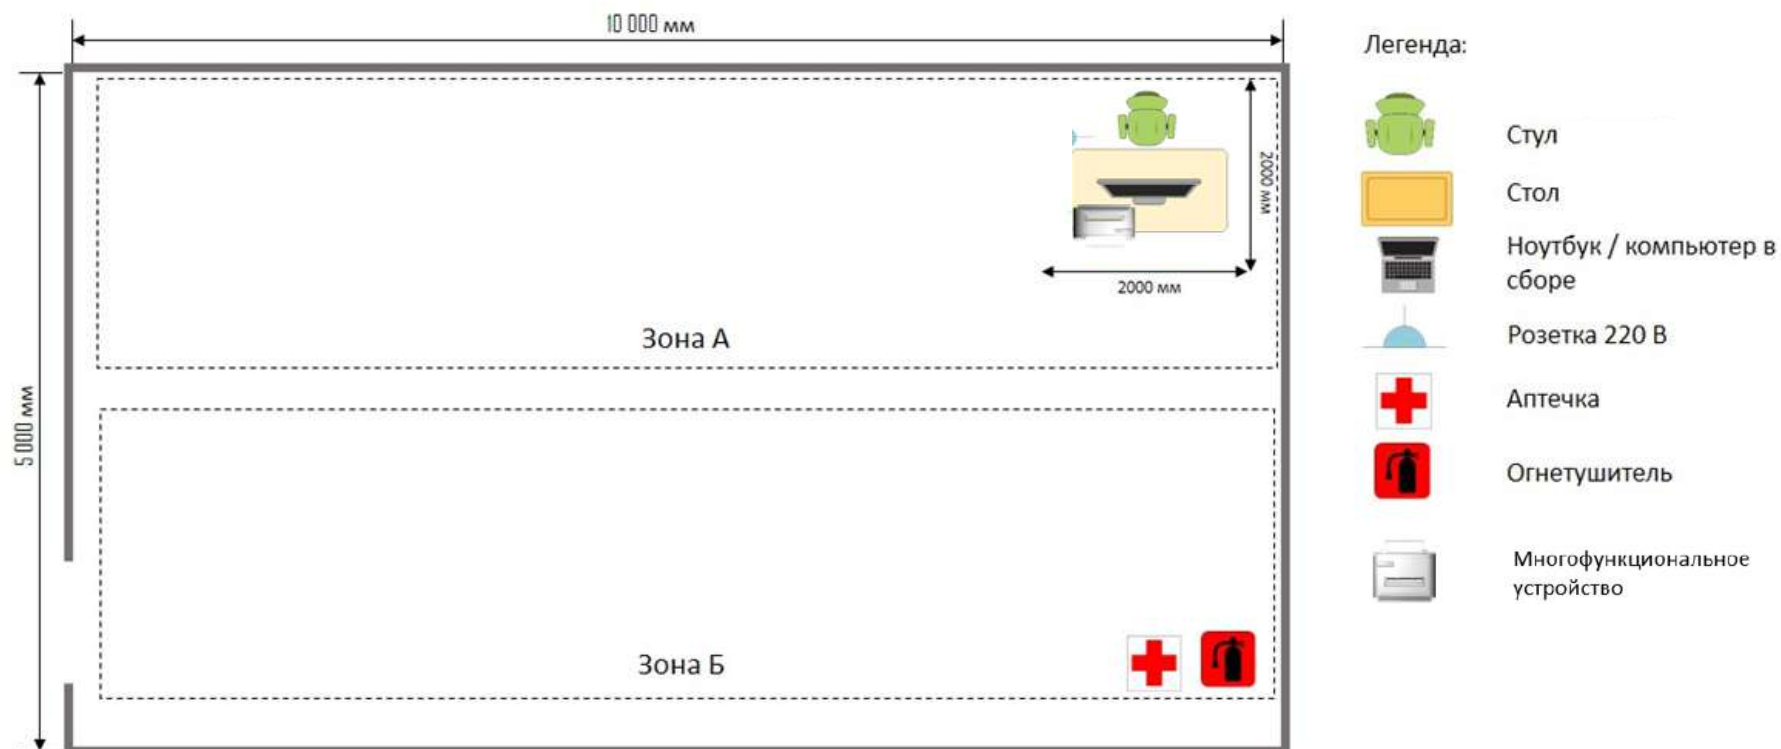 10 000 мм
Легенда:
Стул
2000 мм
Стол
Ноутбук / компьютер в
сборе
2000 мм
Зона А
Розетка 220 В
Аптечка
5 000 мм
Огнетушитель
Многофункциональное
устройство
Зона Б